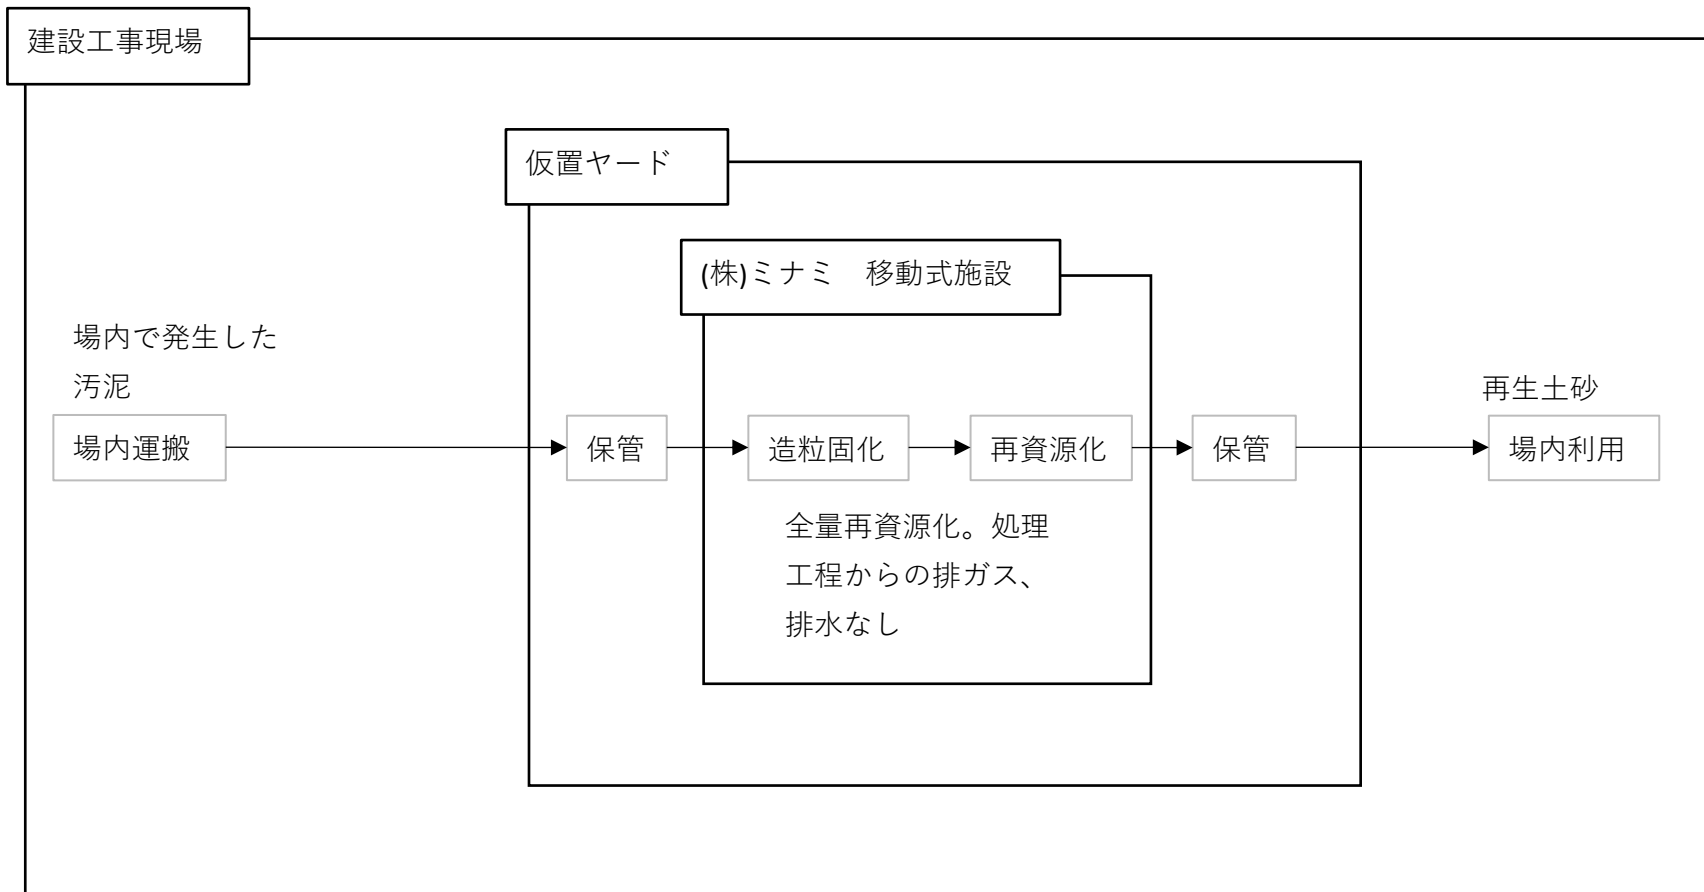 建設工事現場
仮置ヤード
(株)ミナミ　移動式施設
場内で発生した
汚泥
再生土砂
場内運搬
保管
造粒固化
再資源化
保管
場内利用
全量再資源化。処理
工程からの排ガス、
排水なし